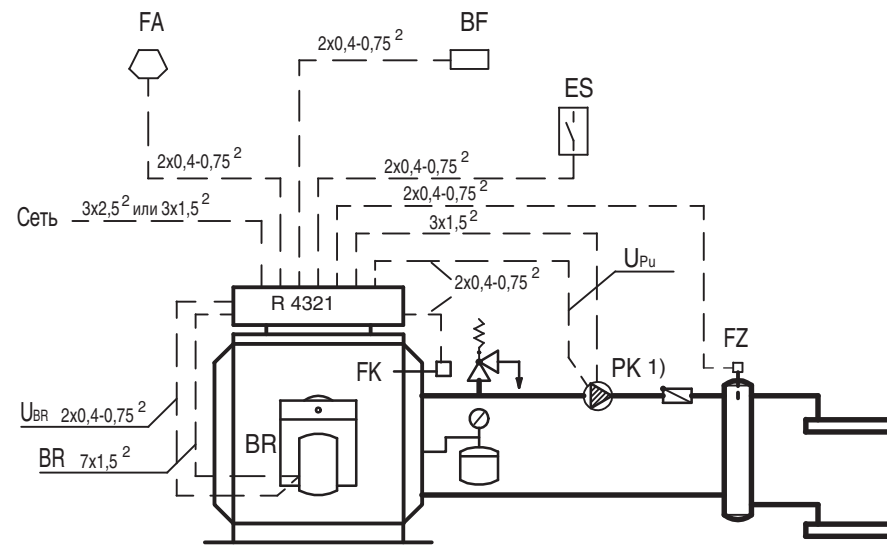 FA
BF
2x0,4-0,75 2
ES
2x0,4-0,75 2
2x0,4-0,75 2
2x0,4-0,75 2
Сеть 3x2,5 2 или 3x1,5 2
3x1,5 2
UPu
2x0,4-0,75 2
R 4321
FZ
FK
PK 1)
UBR 2x0,4-0,75 2
BR
BR 7x1,5 2